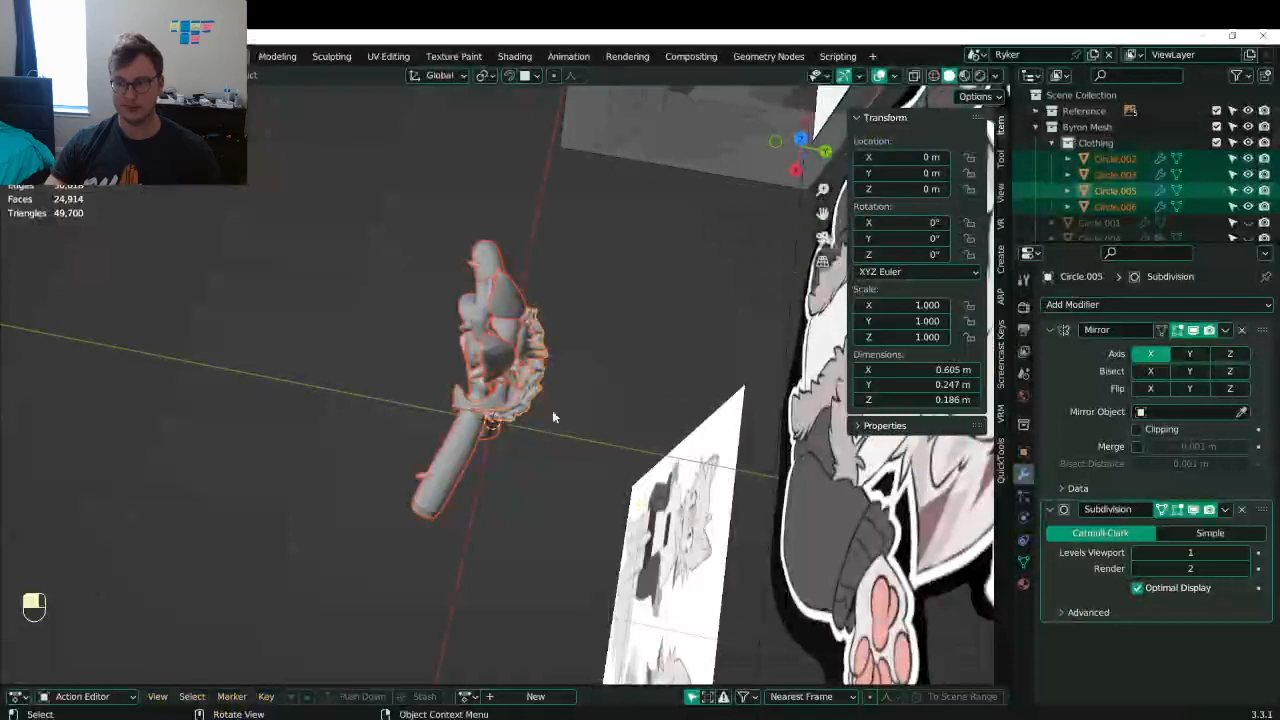 Modeling Sculpting UV Editing Texture Paint Shading Animation Rendering Compositing Geometry Nodes Scripting + Ryker ViewLayer
Global
Options
Scene Collection
Reference
Byron Mesh
Clothing
Circle.002
Circle.003
Circle.005
Circle.006
Circle.001
Faces 24,914
Triangles 49,700
Transform
Location:
X 0 m
Y 0 m
Z 0 m
Rotation:
X 0°
Y 0°
Z 0°
XYZ Euler
Scale:
X 1.000
Y 1.000
Z 1.000
Dimensions:
X 0.605 m
Y 0.247 m
Z 0.186 m
Properties
Item
Tool
View
VR
Create
ARP
Screencast Keys
VRM
QuickTools
Circle.005 > Subdivision
Add Modifier
Mirror
Axis X Y Z
Bisect X Y Z
Flip X Y Z
Mirror Object
Clipping
Merge 0.001 m
Bisect Distance 0.001 m
Data
Subdivision
Catmull-Clark Simple
Levels Viewport 1
Render 2
Optimal Display
Advanced
Action Editor View Select Marker Key Push Down Stash + New Nearest Frame To Scene Range
Select Rotate View Object Context Menu 3.3.1